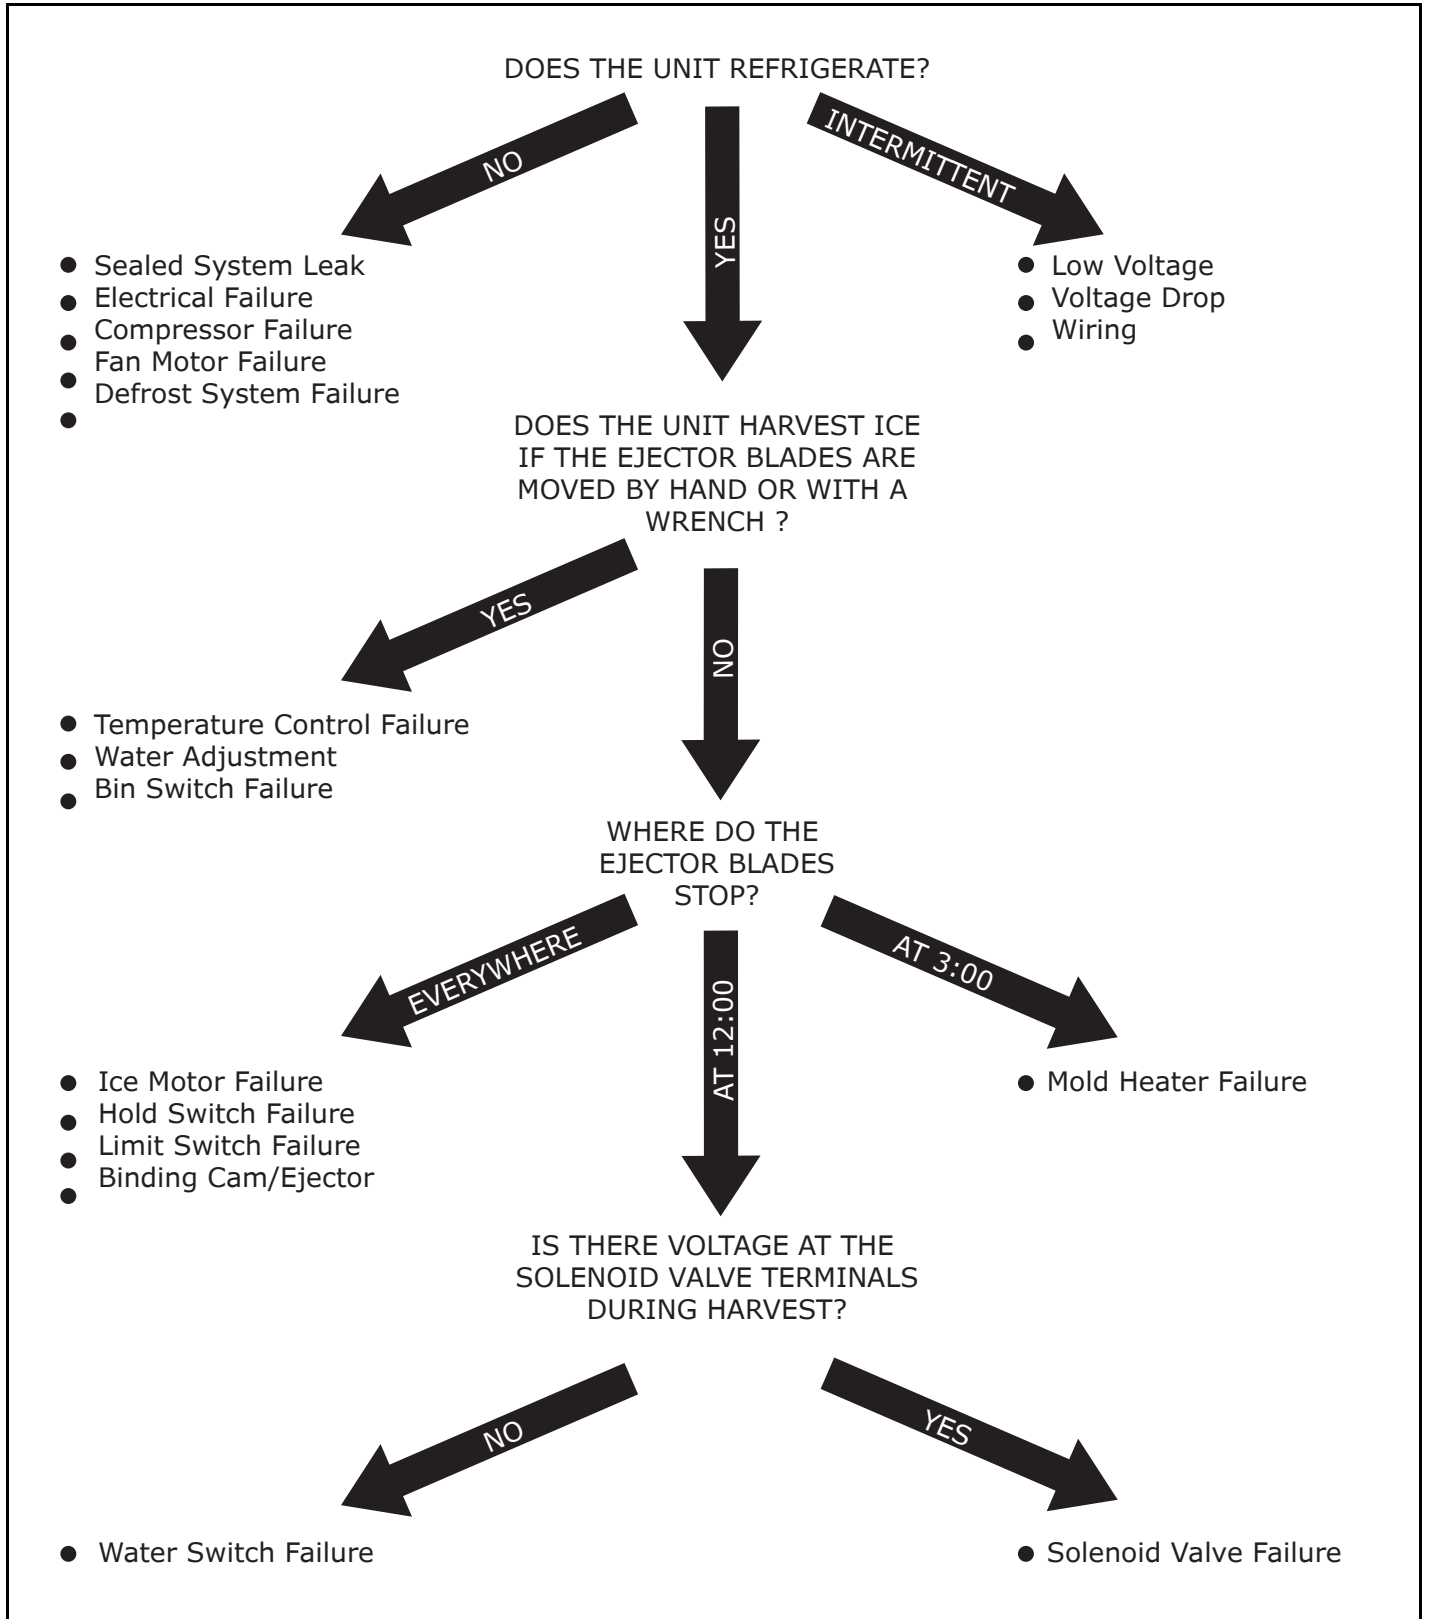 DOES THE UNIT REFRIGERATE?
NO
YES
INTERMITTENT
● Sealed System Leak
● Electrical Failure
● Compressor Failure
● Fan Motor Failure
● Defrost System Failure
● Low Voltage
● Voltage Drop
● Wiring
DOES THE UNIT HARVEST ICE
IF THE EJECTOR BLADES ARE
MOVED BY HAND OR WITH A
WRENCH ?
YES
NO
● Temperature Control Failure
● Water Adjustment
● Bin Switch Failure
WHERE DO THE
EJECTOR BLADES
STOP?
EVERYWHERE
AT 12:00
AT 3:00
● Ice Motor Failure
● Hold Switch Failure
● Limit Switch Failure
● Binding Cam/Ejector
● Mold Heater Failure
IS THERE VOLTAGE AT THE
SOLENOID VALVE TERMINALS
DURING HARVEST?
NO
YES
● Water Switch Failure
● Solenoid Valve Failure